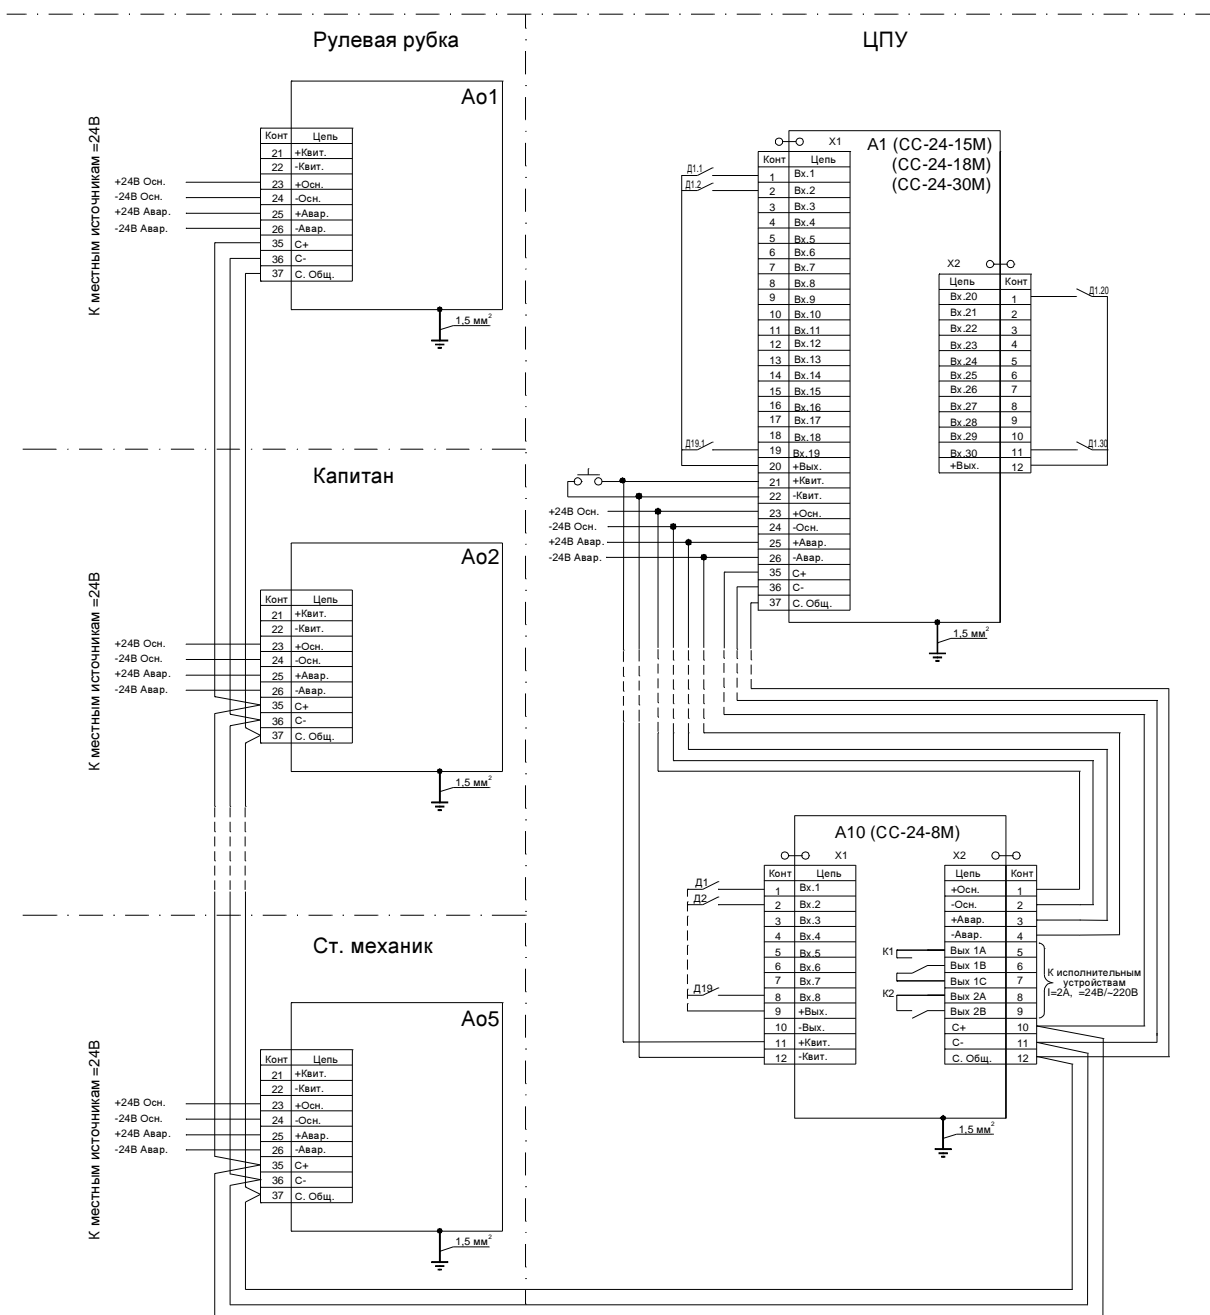 Рулевая рубка
К местным источникам =24В
Ао1
Конт Цепь
21 +Квит.
22 -Квит.
+24В Осн. 23 +Осн.
-24В Осн. 24 -Осн.
+24В Авар. 25 +Авар.
-24В Авар. 26 -Авар.
35 С+
36 С-
37 С. Общ.
1,5 мм²
Капитан
К местным источникам =24В
Ао2
Конт Цепь
21 +Квит.
22 -Квит.
+24В Осн. 23 +Осн.
-24В Осн. 24 -Осн.
+24В Авар. 25 +Авар.
-24В Авар. 26 -Авар.
35 С+
36 С-
37 С. Общ.
1,5 мм²
Ст. механик
К местным источникам =24В
Ао5
Конт Цепь
21 +Квит.
22 -Квит.
+24В Осн. 23 +Осн.
-24В Осн. 24 -Осн.
+24В Авар. 25 +Авар.
-24В Авар. 26 -Авар.
35 С+
36 С-
37 С. Общ.
1,5 мм²
ЦПУ
А1 (СС-24-15М)
(СС-24-18М)
(СС-24-30М)
Х1
Конт Цепь
Д1.1 1 Вх.1
Д1.2 2 Вх.2
3 Вх.3
4 Вх.4
5 Вх.5
6 Вх.6
7 Вх.7
8 Вх.8
9 Вх.9
10 Вх.10
11 Вх.11
12 Вх.12
13 Вх.13
14 Вх.14
15 Вх.15
16 Вх.16
17 Вх.17
18 Вх.18
Д19.1 19 Вх.19
20 +Вых.
21 +Квит.
22 -Квит.
+24В Осн. 23 +Осн.
-24В Осн. 24 -Осн.
+24В Авар. 25 +Авар.
-24В Авар. 26 -Авар.
35 С+
36 С-
37 С. Общ.
Х2
Цепь Конт
Вх.20 1 Д1.20
Вх.21 2
Вх.22 3
Вх.23 4
Вх.24 5
Вх.25 6
Вх.26 7
Вх.27 8
Вх.28 9
Вх.29 10
Вх.30 11 Д1.30
+Вых. 12
1,5 мм²
А10 (СС-24-8М)
Х1
Конт Цепь
Д1 1 Вх.1
Д2 2 Вх.2
3 Вх.3
4 Вх.4
5 Вх.5
6 Вх.6
7 Вх.7
Д19 8 Вх.8
9 +Вых.
10 -Вых.
11 +Квит.
12 -Квит.
Х2
Цепь Конт
+Осн. 1
-Осн. 2
+Авар. 3
-Авар. 4
К1 Вых 1А 5
Вых 1В 6
Вых 1С 7
К2 Вых 2А 8
Вых 2В 9
С+ 10
С- 11
С. Общ. 12
К исполнительным
устройствам
I=2А, =24В/~220В
1,5 мм²